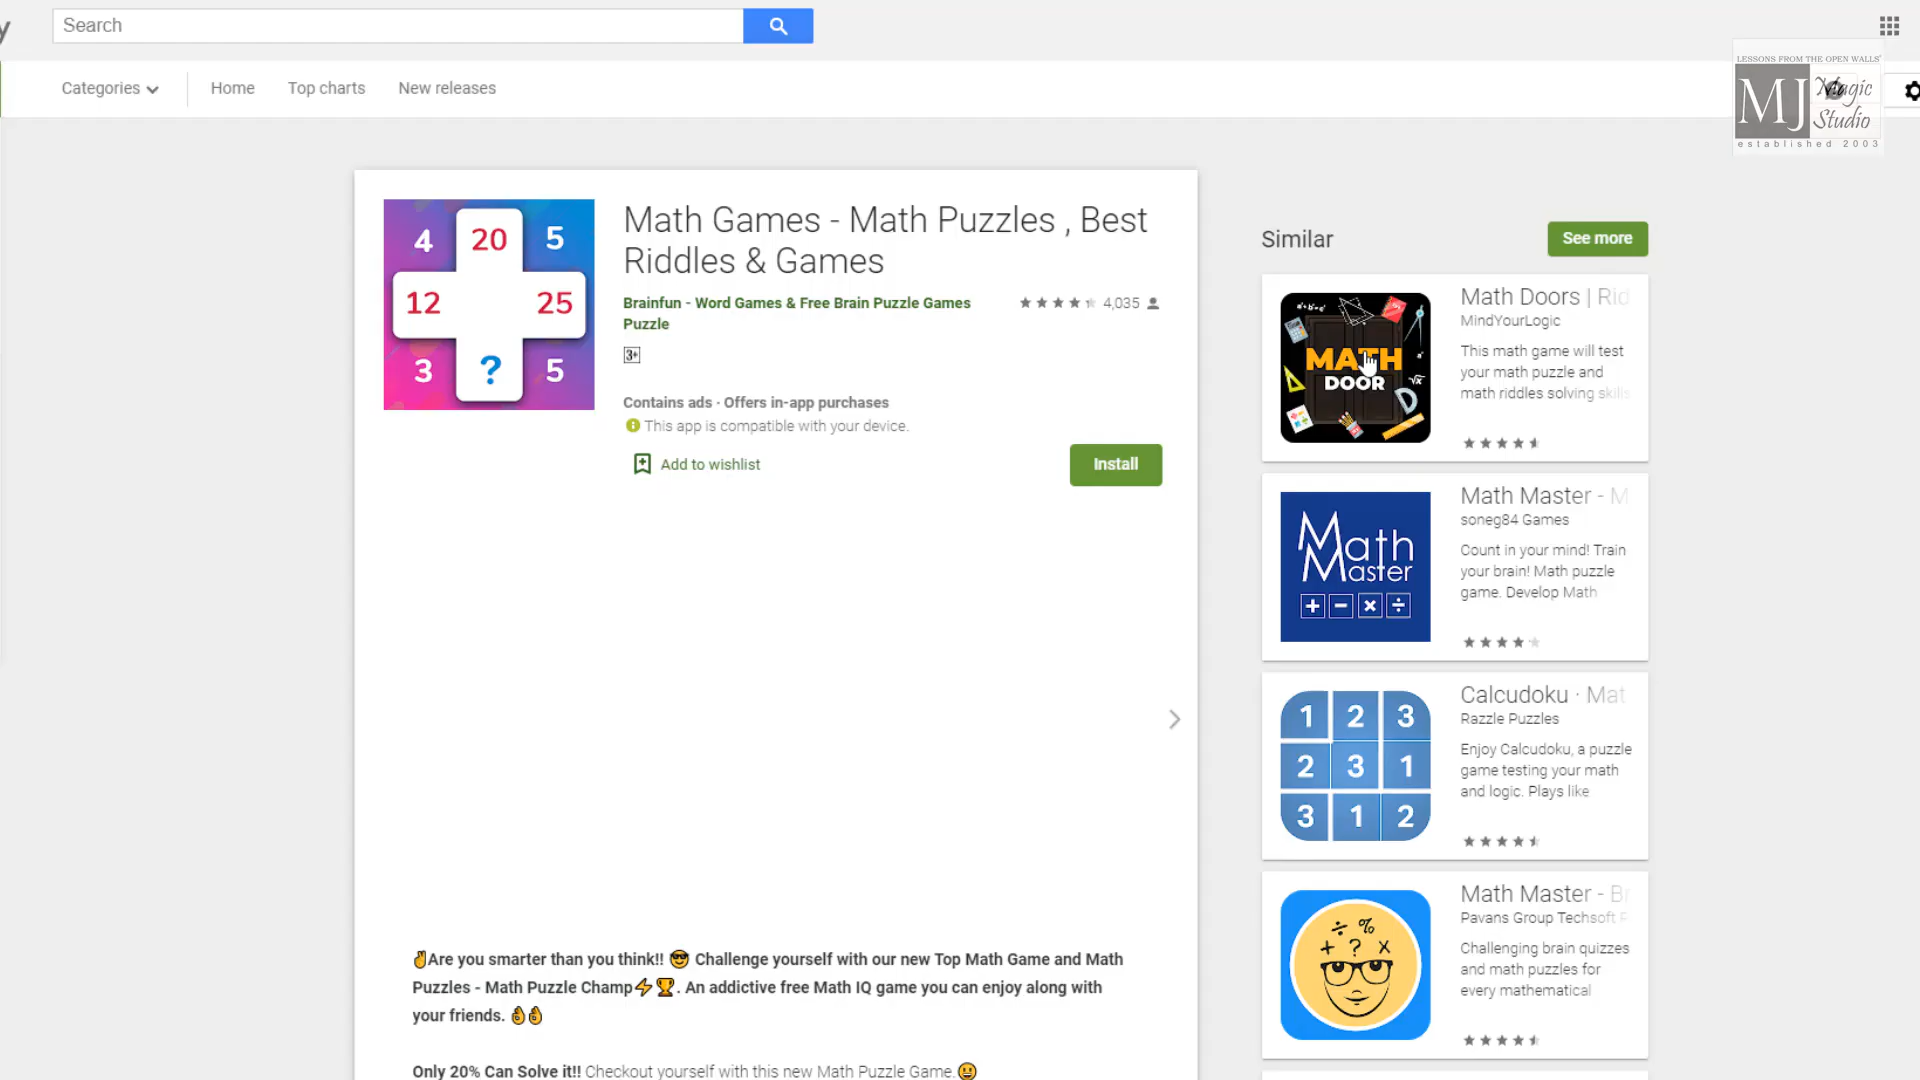 Search
Categories
Home
Top charts
New releases
LESSONS FROM THE OPEN WALLS
MJ Magic
Studio
established 2003
4 20 5
12 25
3 ? 5
Math Games - Math Puzzles , Best
Riddles & Games
Brainfun - Word Games & Free Brain Puzzle Games
4,035
Puzzle
3+
Contains ads · Offers in-app purchases
This app is compatible with your device.
Add to wishlist
Install
✌Are you smarter than you think!! 😎 Challenge yourself with our new Top Math Game and Math
Puzzles - Math Puzzle Champ⚡🏆. An addictive free Math IQ game you can enjoy along with
your friends. 👌👌
Only 20% Can Solve it!! Checkout yourself with this new Math Puzzle Game.😃
Similar
See more
MATH
DOOR
Math Doors | Rid
MindYourLogic
This math game will test
your math puzzle and
math riddles solving skills
Math
Master
+ − × ÷
Math Master - M
soneg84 Games
Count in your mind! Train
your brain! Math puzzle
game. Develop Math
1 2 3
2 3 1
3 1 2
Calcudoku · Mat
Razzle Puzzles
Enjoy Calcudoku, a puzzle
game testing your math
and logic. Plays like
÷ %
+ ? x
Math Master - Br
Pavans Group Techsoft
Challenging brain quizzes
and math puzzles for
every mathematical